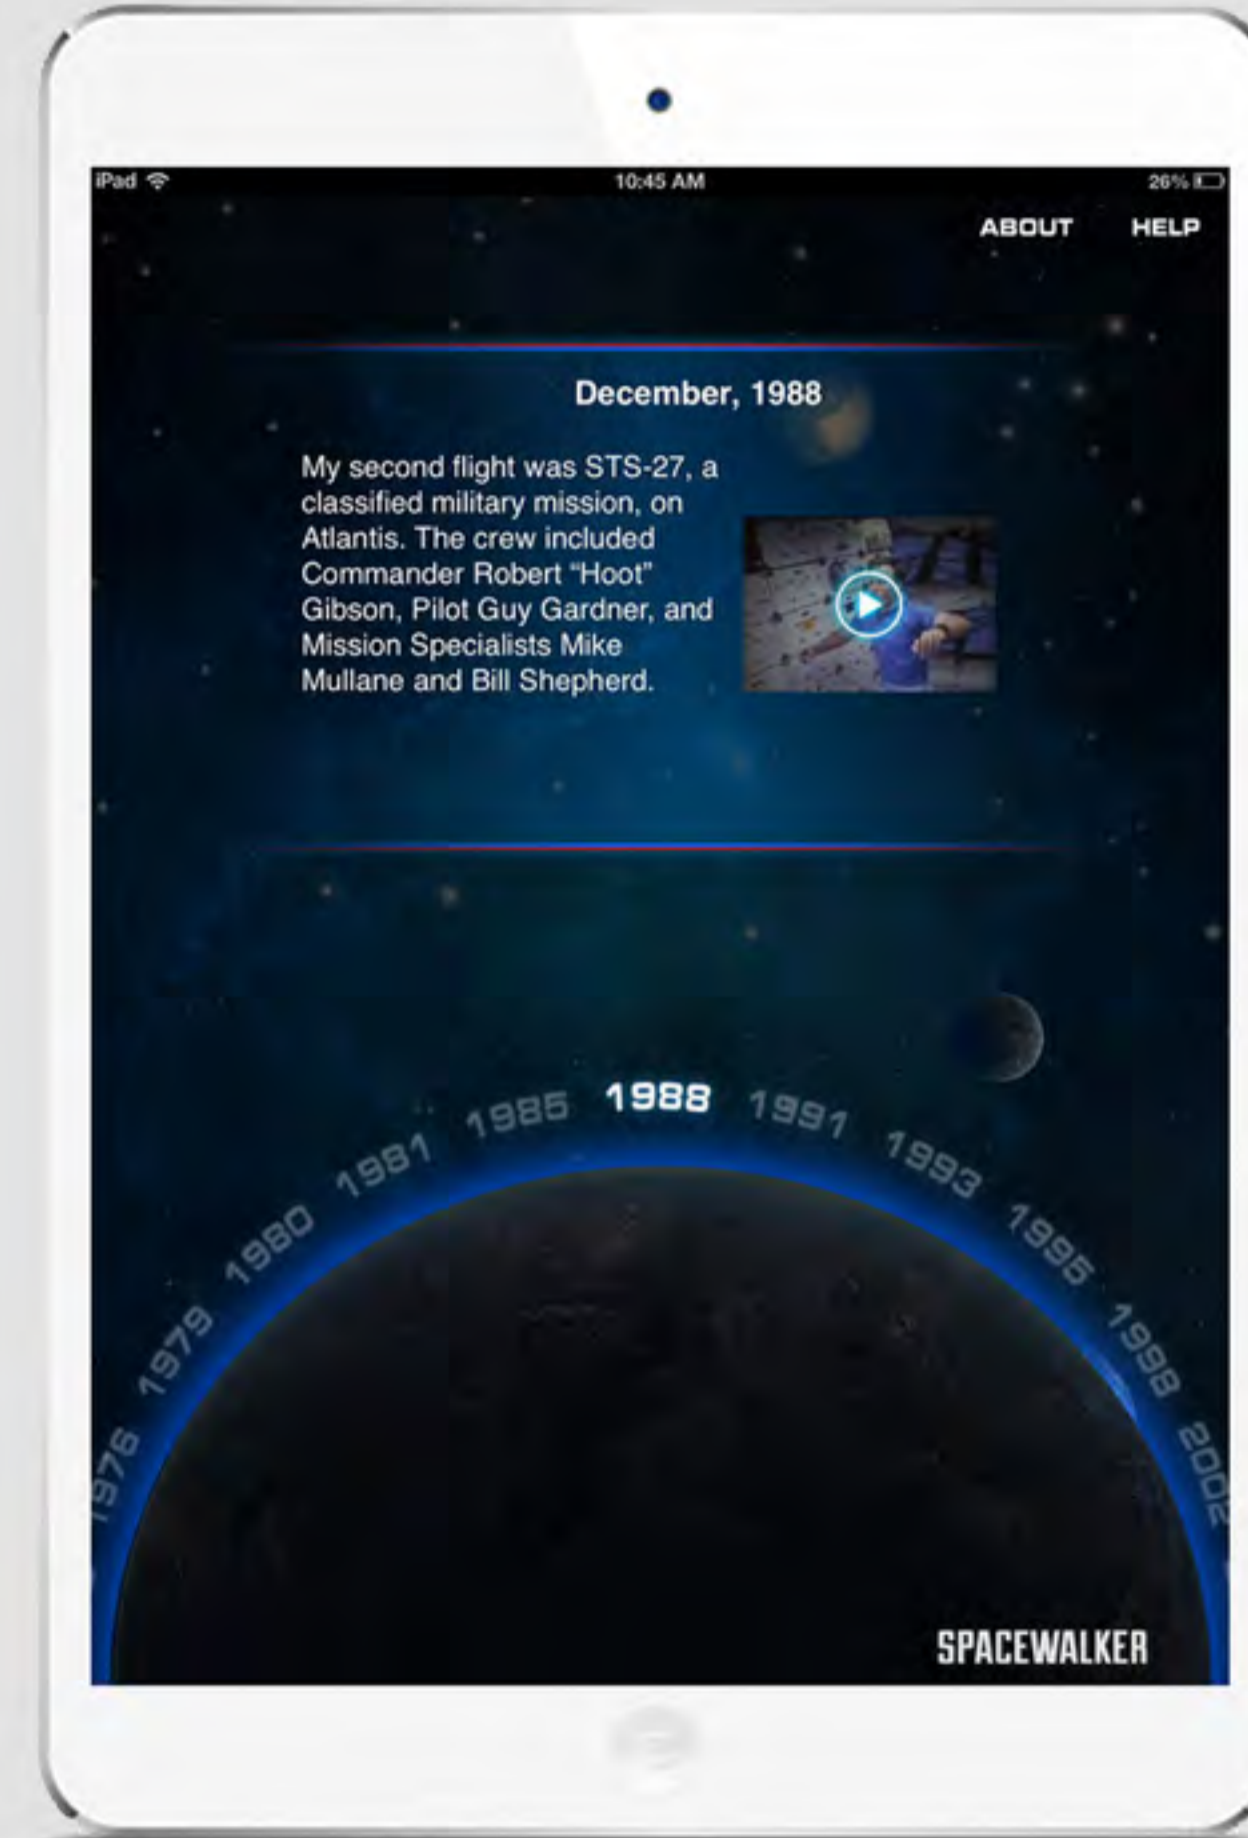 iPad
10:45 AM
26%
ABOUT HELP
December, 1988
My second flight was STS-27, a
classified military mission, on
Atlantis. The crew included
Commander Robert “Hoot”
Gibson, Pilot Guy Gardner, and
Mission Specialists Mike
Mullane and Bill Shepherd.
1976
1979
1980
1981
1985
1988
1991
1993
1995
1998
2002
SPACEWALKER